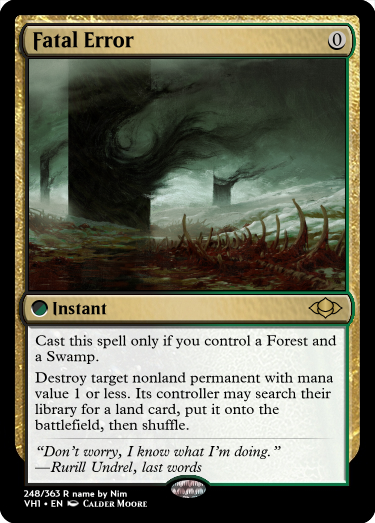 Fatal Error
0
Instant
Cast this spell only if you control a Forest and
a Swamp.
Destroy target nonland permanent with mana
value 1 or less. Its controller may search their
library for a land card, put it onto the
battlefield, then shuffle.
“Don’t worry, I know what I’m doing.”
—Rurill Undrel, last words
248/363 R name by Nim
VH1 • EN CALDER MOORE